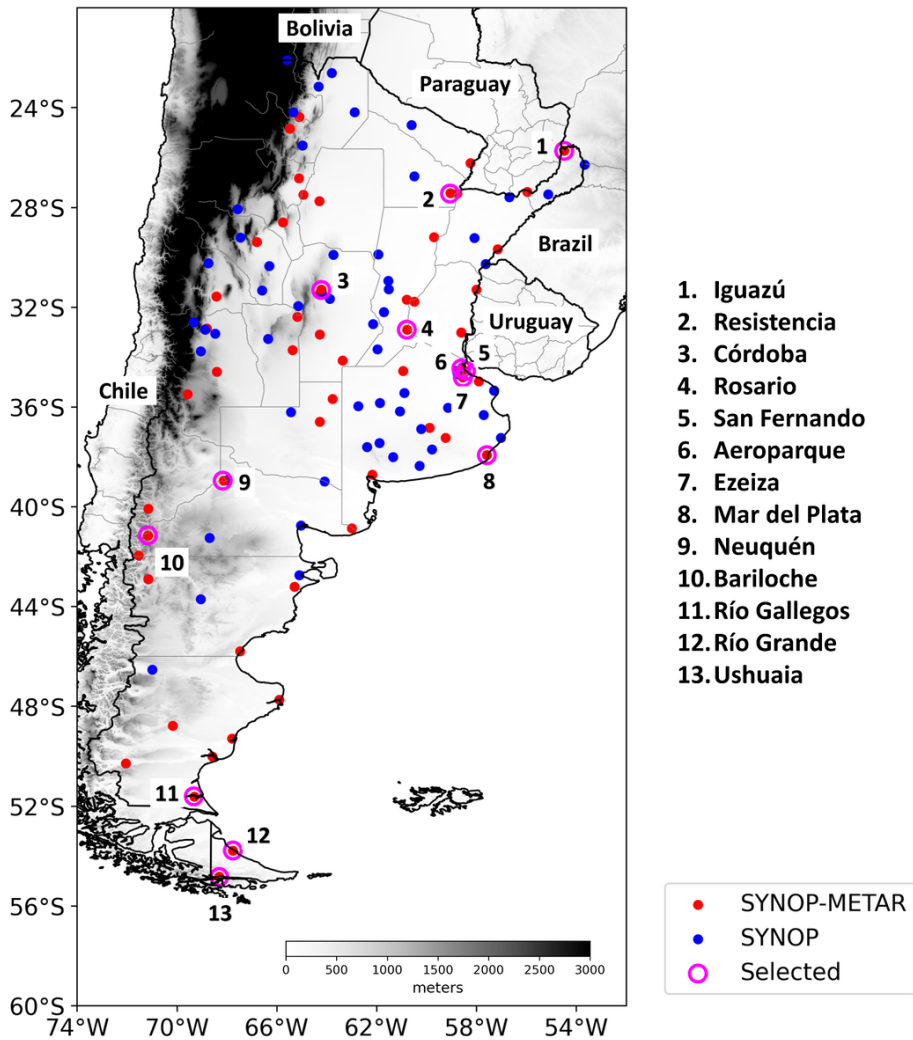 Bolivia
Paraguay
Brazil
Uruguay
Chile
24°S
28°S
32°S
36°S
40°S
44°S
48°S
52°S
56°S
60°S
74°W
70°W
66°W
62°W
58°W
54°W
1
2
3
4
5
6
7
8
9
10
11
12
13
0
500
1000
1500
2000
2500
3000
meters
1. Iguazú
2. Resistencia
3. Córdoba
4. Rosario
5. San Fernando
6. Aeroparque
7. Ezeiza
8. Mar del Plata
9. Neuquén
10. Bariloche
11. Río Gallegos
12. Río Grande
13. Ushuaia
SYNOP-METAR
SYNOP
Selected